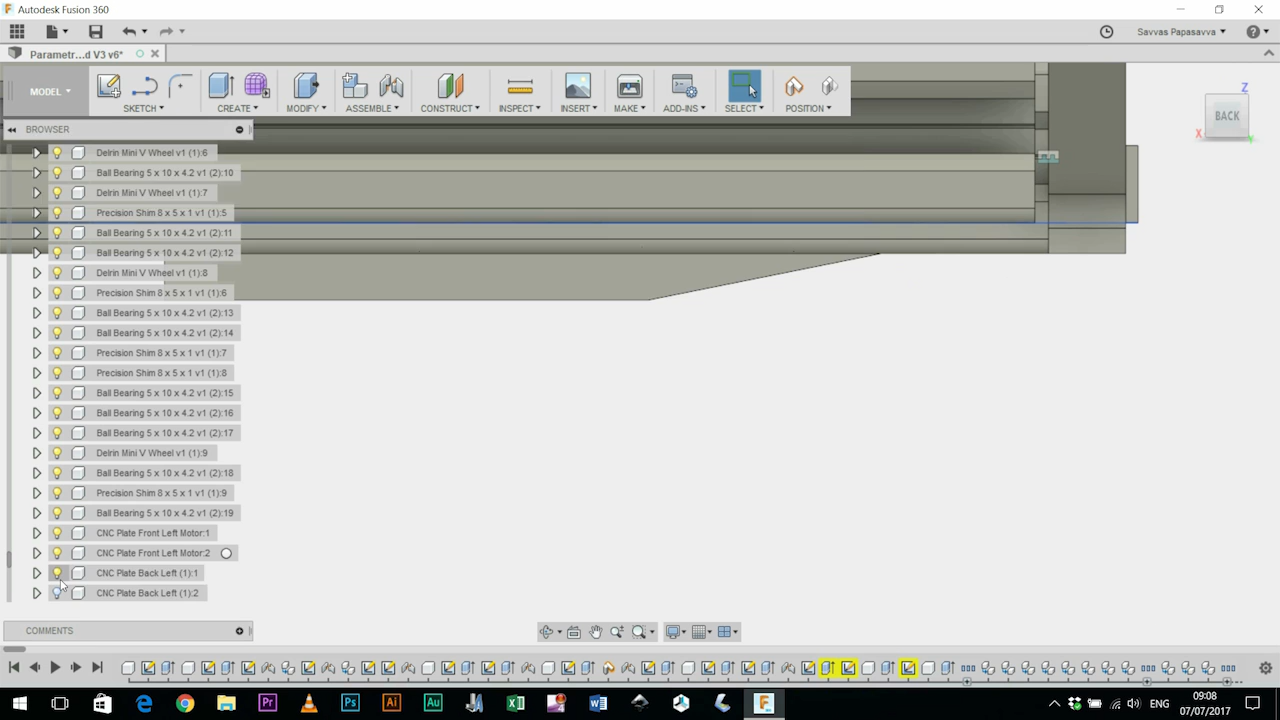 Autodesk Fusion 360
Savvas Papasavva
Parametr...d V3 v6*
MODEL
SKETCH
CREATE
MODIFY
ASSEMBLE
CONSTRUCT
INSPECT
INSERT
MAKE
ADD-INS
SELECT
POSITION
BROWSER
BACK
Z
X
Y
Delrin Mini V Wheel v1 (1):6
Ball Bearing 5 x 10 x 4.2 v1 (2):10
Delrin Mini V Wheel v1 (1):7
Precision Shim 8 x 5 x 1 v1 (1):5
Ball Bearing 5 x 10 x 4.2 v1 (2):11
Ball Bearing 5 x 10 x 4.2 v1 (2):12
Delrin Mini V Wheel v1 (1):8
Precision Shim 8 x 5 x 1 v1 (1):6
Ball Bearing 5 x 10 x 4.2 v1 (2):13
Ball Bearing 5 x 10 x 4.2 v1 (2):14
Precision Shim 8 x 5 x 1 v1 (1):7
Precision Shim 8 x 5 x 1 v1 (1):8
Ball Bearing 5 x 10 x 4.2 v1 (2):15
Ball Bearing 5 x 10 x 4.2 v1 (2):16
Ball Bearing 5 x 10 x 4.2 v1 (2):17
Delrin Mini V Wheel v1 (1):9
Ball Bearing 5 x 10 x 4.2 v1 (2):18
Precision Shim 8 x 5 x 1 v1 (1):9
Ball Bearing 5 x 10 x 4.2 v1 (2):19
CNC Plate Front Left Motor:1
CNC Plate Front Left Motor:2
CNC Plate Back Left (1):1
CNC Plate Back Left (1):2
COMMENTS
Pr
Ps
Ai
Au
ENG
09:08
07/07/2017